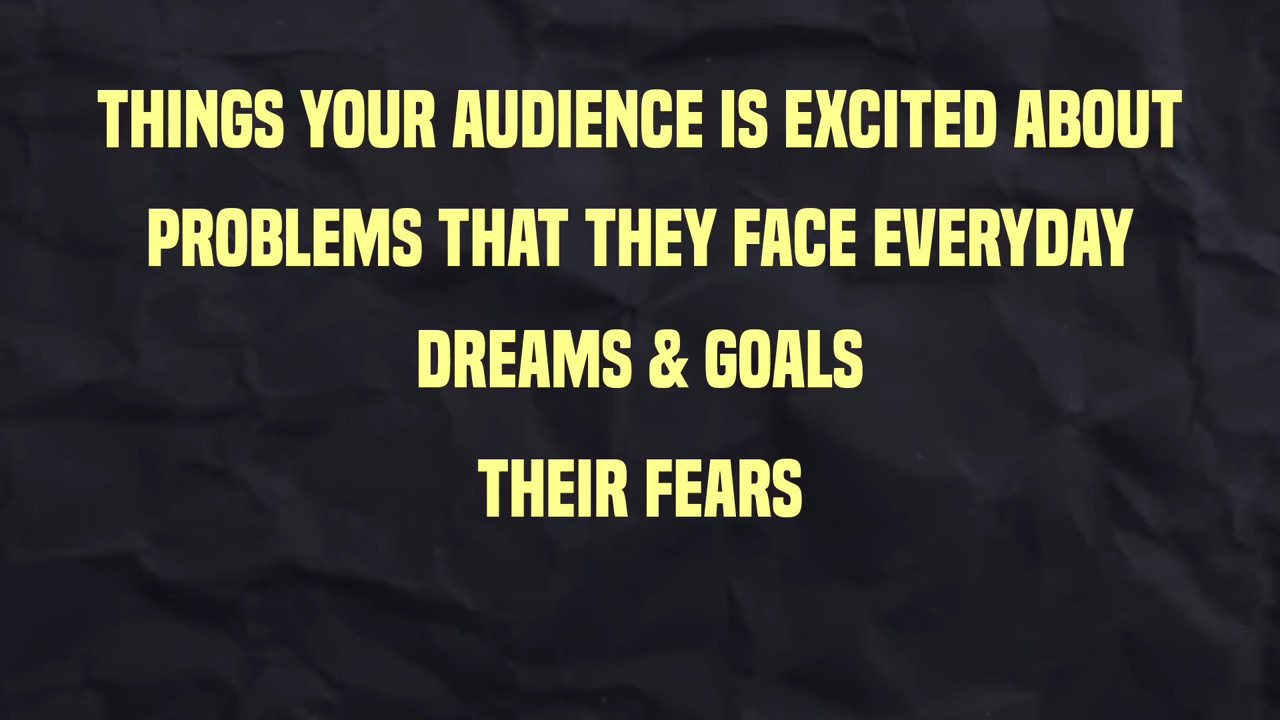 THINGS YOUR AUDIENCE IS EXCITED ABOUT
PROBLEMS THAT THEY FACE EVERYDAY
DREAMS & GOALS
THEIR FEARS